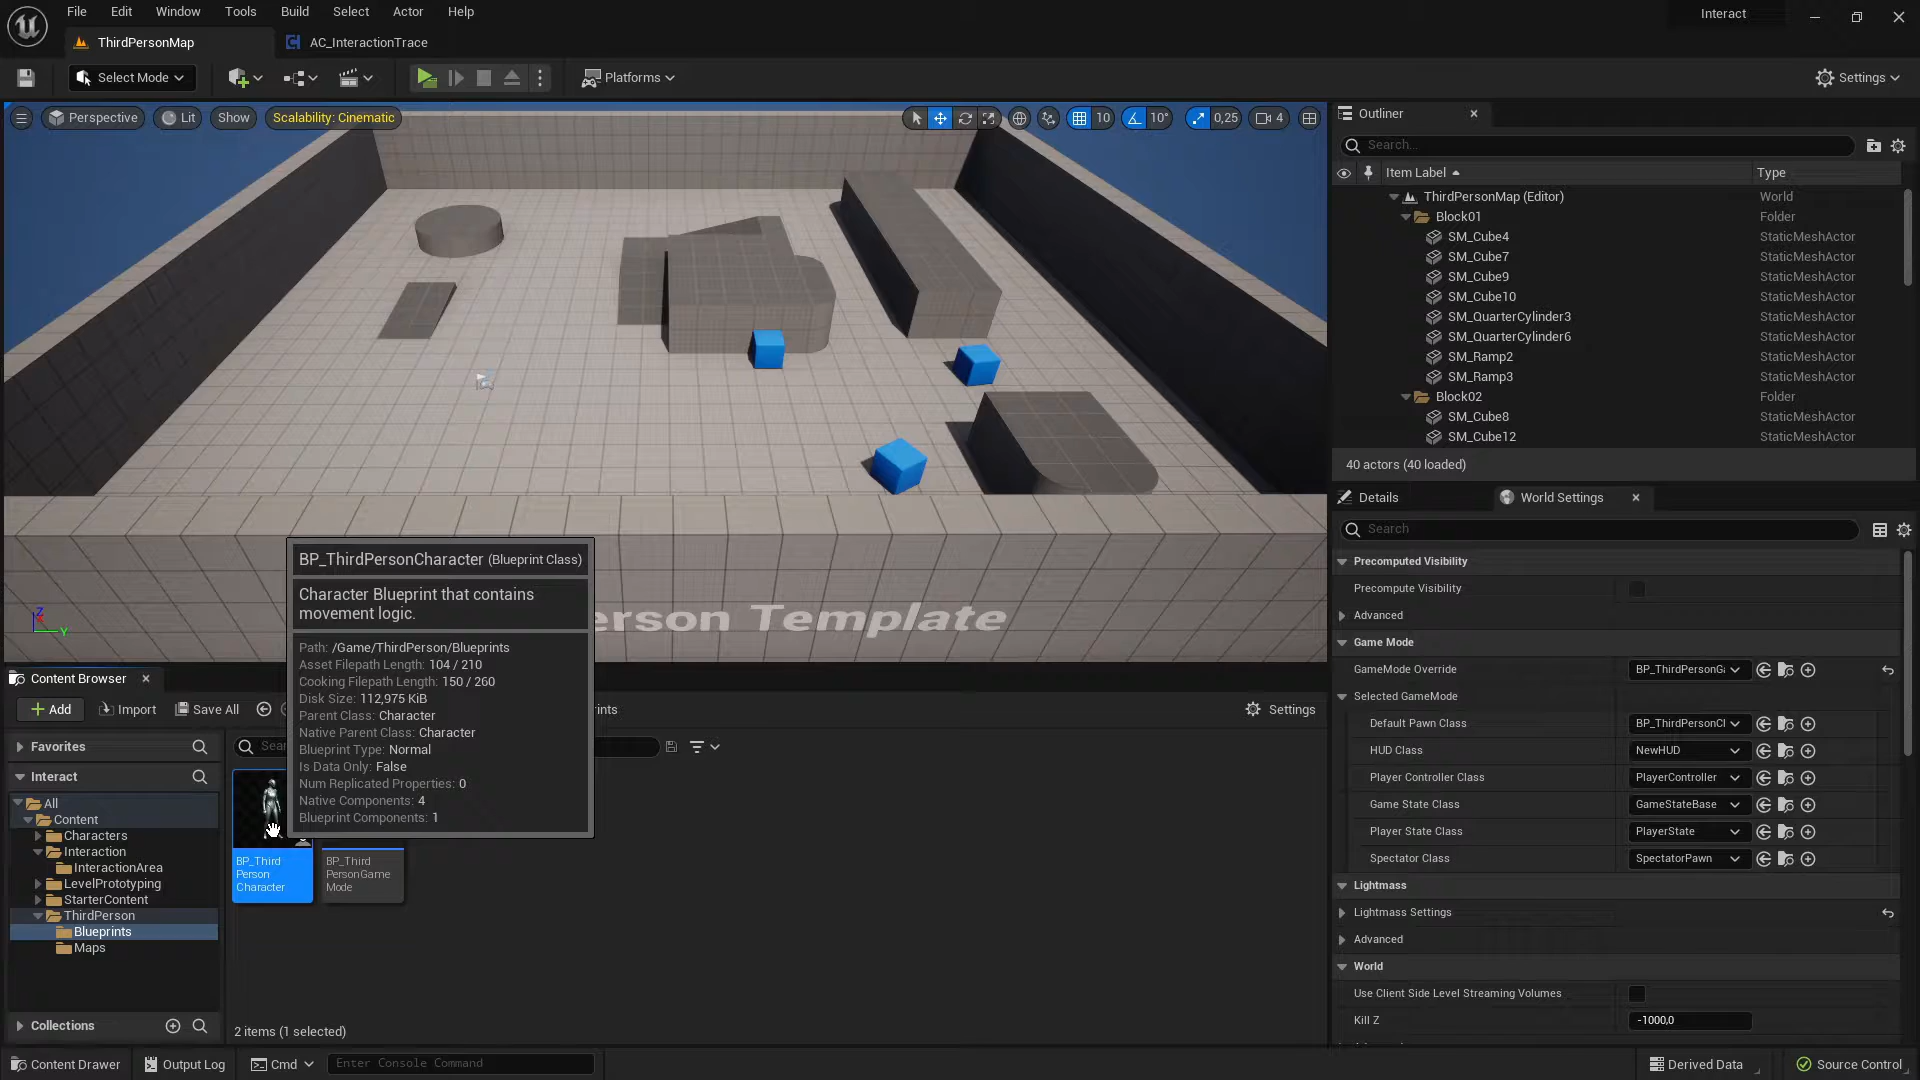 File Edit Window Tools Build Select Actor Help
Interact
ThirdPersonMap
AC_InteractionTrace
Select Mode
Platforms
Settings
Perspective
Lit
Show
Scalability: Cinematic
10
10°
0,25
4
erson Template
Z
Y
BP_ThirdPersonCharacter (Blueprint Class)
Character Blueprint that contains
movement logic.
Path: /Game/ThirdPerson/Blueprints
Asset Filepath Length: 104 / 210
Cooking Filepath Length: 150 / 260
Disk Size: 112,975 KiB
Parent Class: Character
Native Parent Class: Character
Blueprint Type: Normal
Is Data Only: False
Num Replicated Properties: 0
Native Components: 4
Blueprint Components: 1
Outliner
Search...
Item Label
Type
ThirdPersonMap (Editor) World
Block01 Folder
SM_Cube4 StaticMeshActor
SM_Cube7 StaticMeshActor
SM_Cube9 StaticMeshActor
SM_Cube10 StaticMeshActor
SM_QuarterCylinder3 StaticMeshActor
SM_QuarterCylinder6 StaticMeshActor
SM_Ramp2 StaticMeshActor
SM_Ramp3 StaticMeshActor
Block02 Folder
SM_Cube8 StaticMeshActor
SM_Cube12 StaticMeshActor
40 actors (40 loaded)
Details
World Settings
Search
Precomputed Visibility
Precompute Visibility
Advanced
Game Mode
GameMode Override BP_ThirdPersonGa
Selected GameMode
Default Pawn Class BP_ThirdPersonCl
HUD Class NewHUD
Player Controller Class PlayerController
Game State Class GameStateBase
Player State Class PlayerState
Spectator Class SpectatorPawn
Lightmass
Lightmass Settings
Advanced
World
Use Client Side Level Streaming Volumes
Kill Z -1000,0
Content Browser
Add
Import
Save All
nts
Settings
Favorites
Interact
All
Content
Characters
Interaction
InteractionArea
LevelPrototyping
StarterContent
ThirdPerson
Blueprints
Maps
Collections
Sea
BP_Third
Person
Character
BP_Third
PersonGame
Mode
2 items (1 selected)
Content Drawer
Output Log
Cmd
Enter Console Command
Derived Data
Source Control